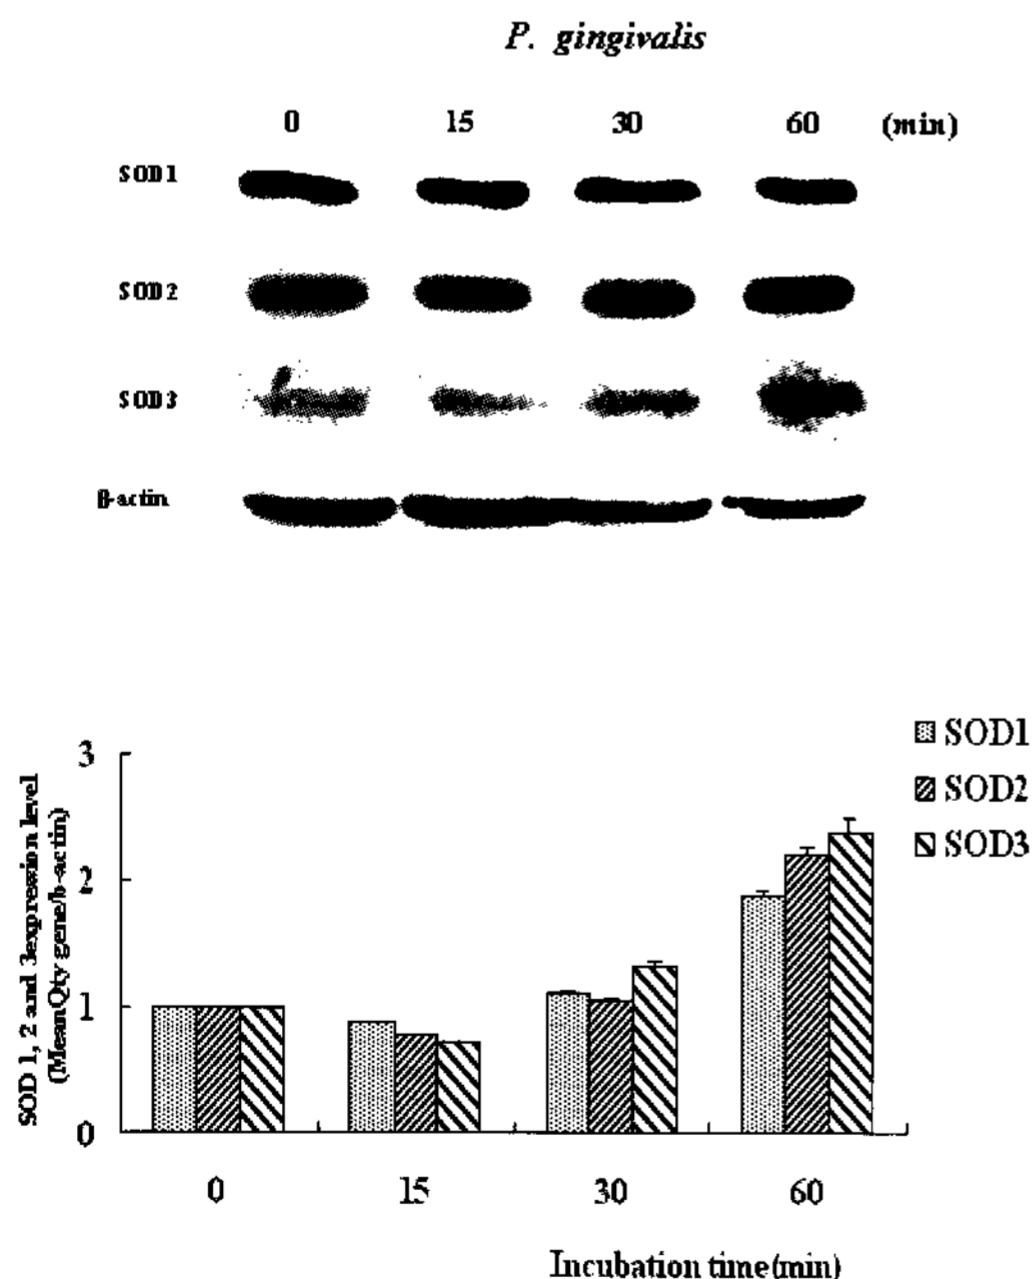 P. gingivalis
0 15 30 60 (min)
SOD1
SOD2
SOD3
β-actin
SOD1
SOD2
SOD3
SOD 1, 2 and 3expression level
(MeanQty gene/b-actin)
3
2
1
0
0 15 30 60
Incubation time(min)